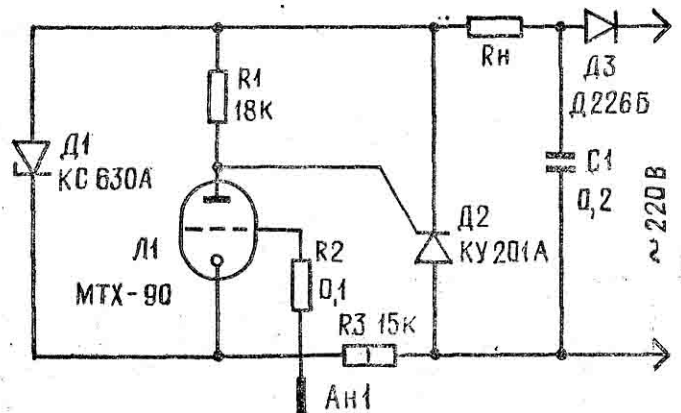 Rн
Д3
Д226Б
R1
18К
Д1
КС 630А
С1
0,2
~ 220В
Л1
МТХ-90
R2
0,1
Д2
КУ 201А
R3 15к
Ан1